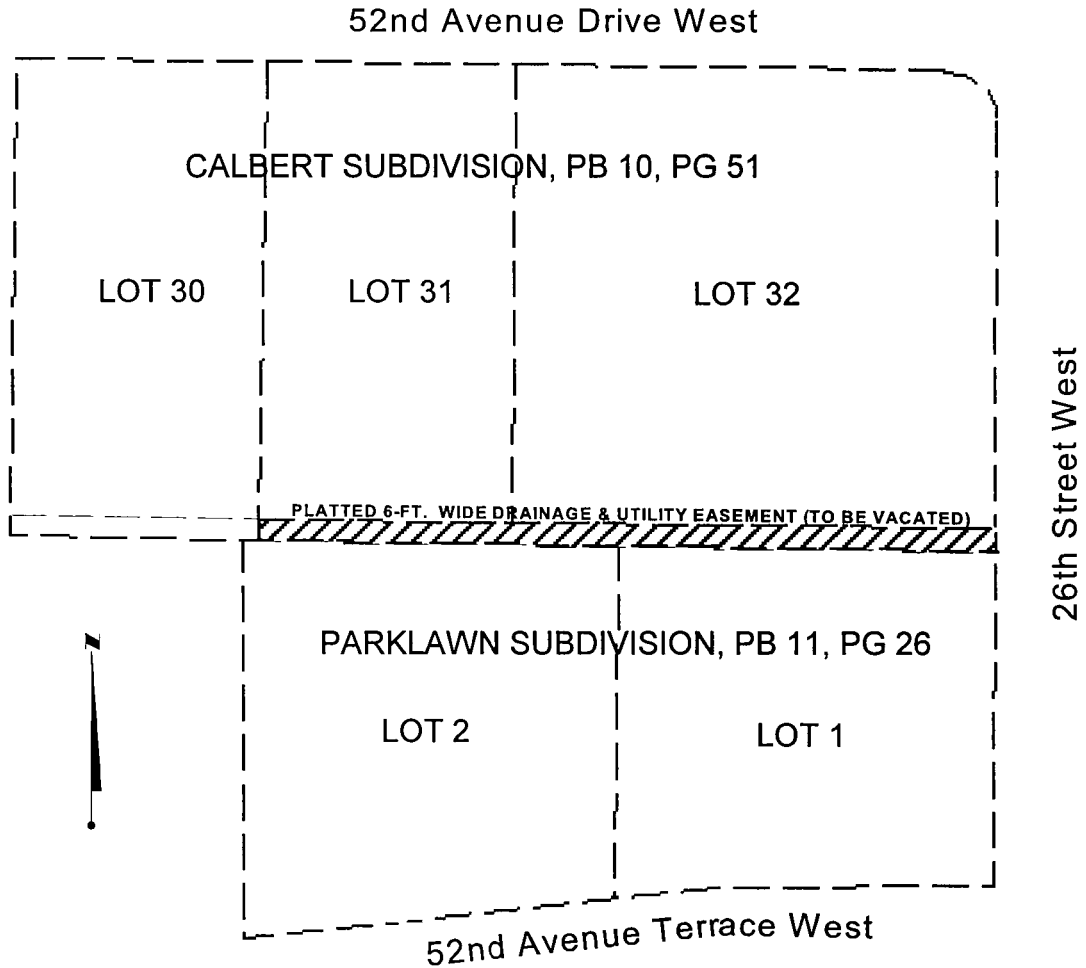 52nd Avenue Drive West
CALBERT SUBDIVISION, PB 10, PG 51
LOT 30
LOT 31
LOT 32
26th Street West
PLATTED 6-FT. WIDE DRAINAGE & UTILITY EASEMENT (TO BE VACATED)
N
PARKLAWN SUBDIVISION, PB 11, PG 26
LOT 2
LOT 1
52nd Avenue Terrace West